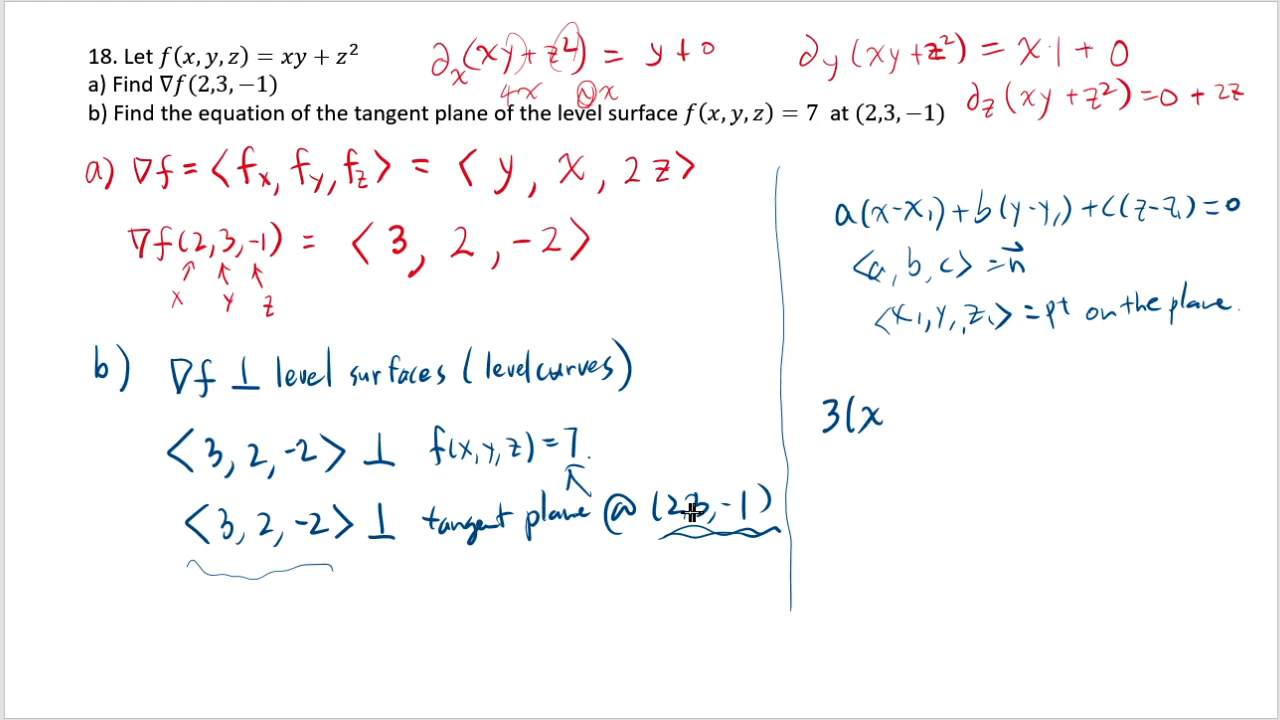 18. Let f(x, y, z) = xy + z²
a) Find ∇f(2,3, −1)
b) Find the equation of the tangent plane of the level surface f(x, y, z) = 7 at (2,3, −1)
∂x(xy + z²) = y + 0
4x 0x
∂y (xy + z²) = x·1 + 0
∂z (xy + z²) = 0 + 2z
a) ∇f = ⟨fx, fy, fz⟩ = ⟨y, x, 2z⟩
∇f(2, 3, -1) = ⟨3, 2, -2⟩
x y z
b) ∇f ⊥ level surfaces (level curves)
⟨3, 2, -2⟩ ⊥ f(x, y, z) = 7.
⟨3, 2, -2⟩ ⊥ tangent plane @ (2,3, -1)
a(x-x₁) + b(y-y₁) + c(z-z₁) = 0
⟨a, b, c⟩ = n⃗
⟨x₁, y₁, z₁⟩ = pt on the plane.
3(x